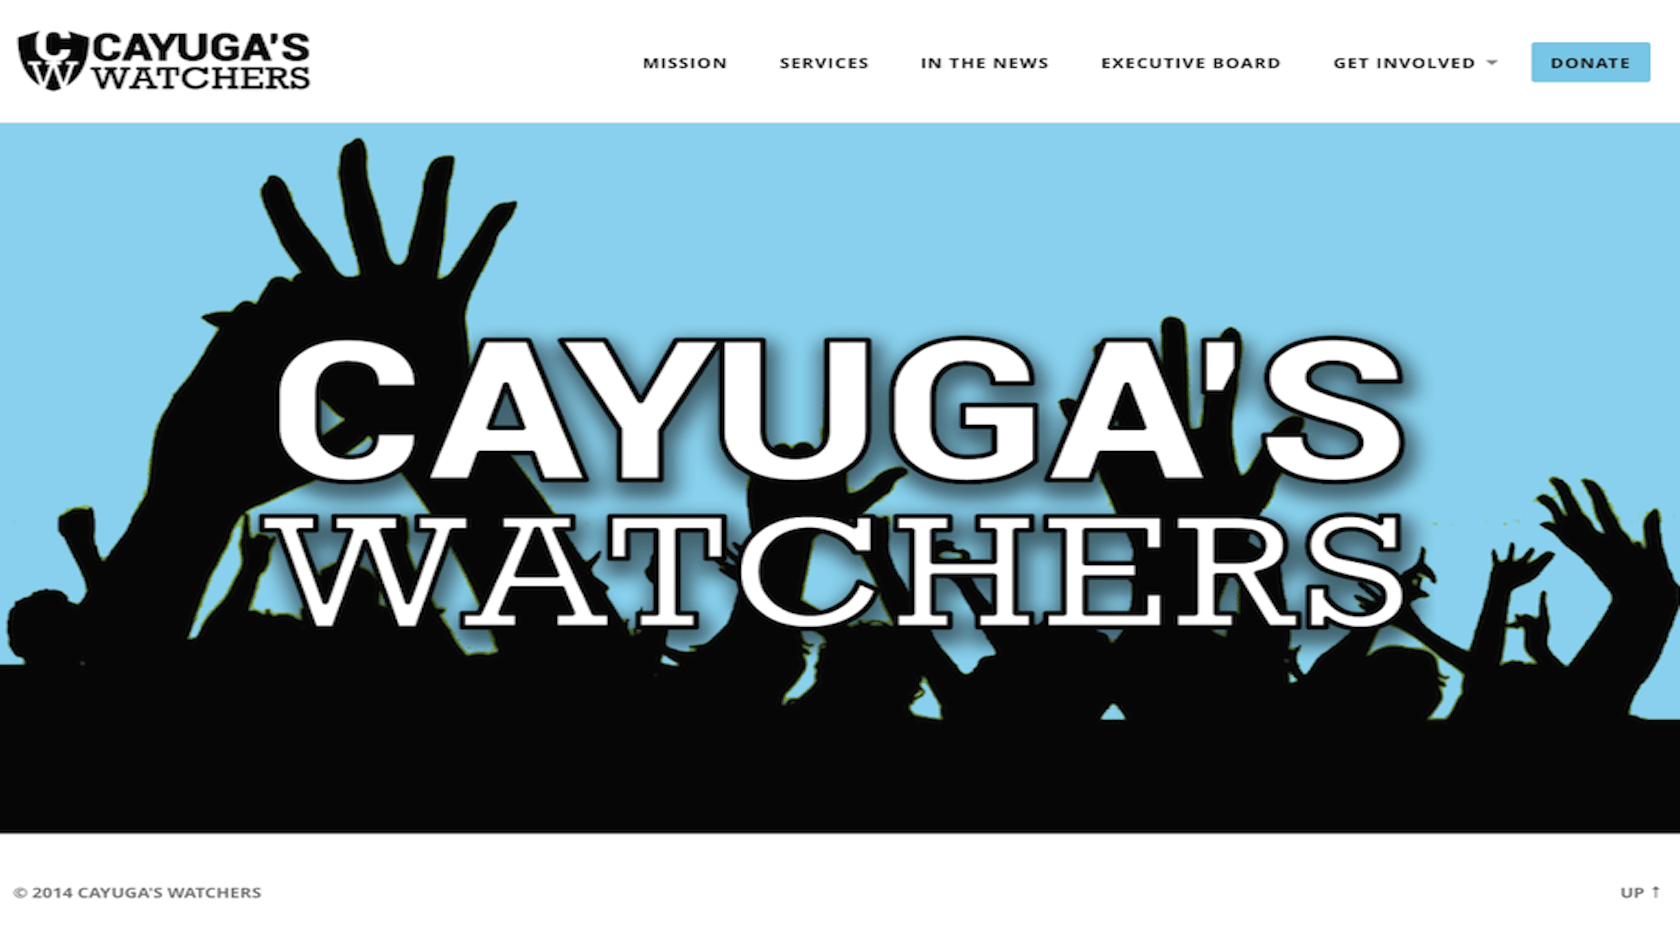 CW CAYUGA'S
WATCHERS
MISSION SERVICES IN THE NEWS EXECUTIVE BOARD GET INVOLVED DONATE
CAYUGA'S
WATCHERS
© 2014 CAYUGA'S WATCHERS UP ↑